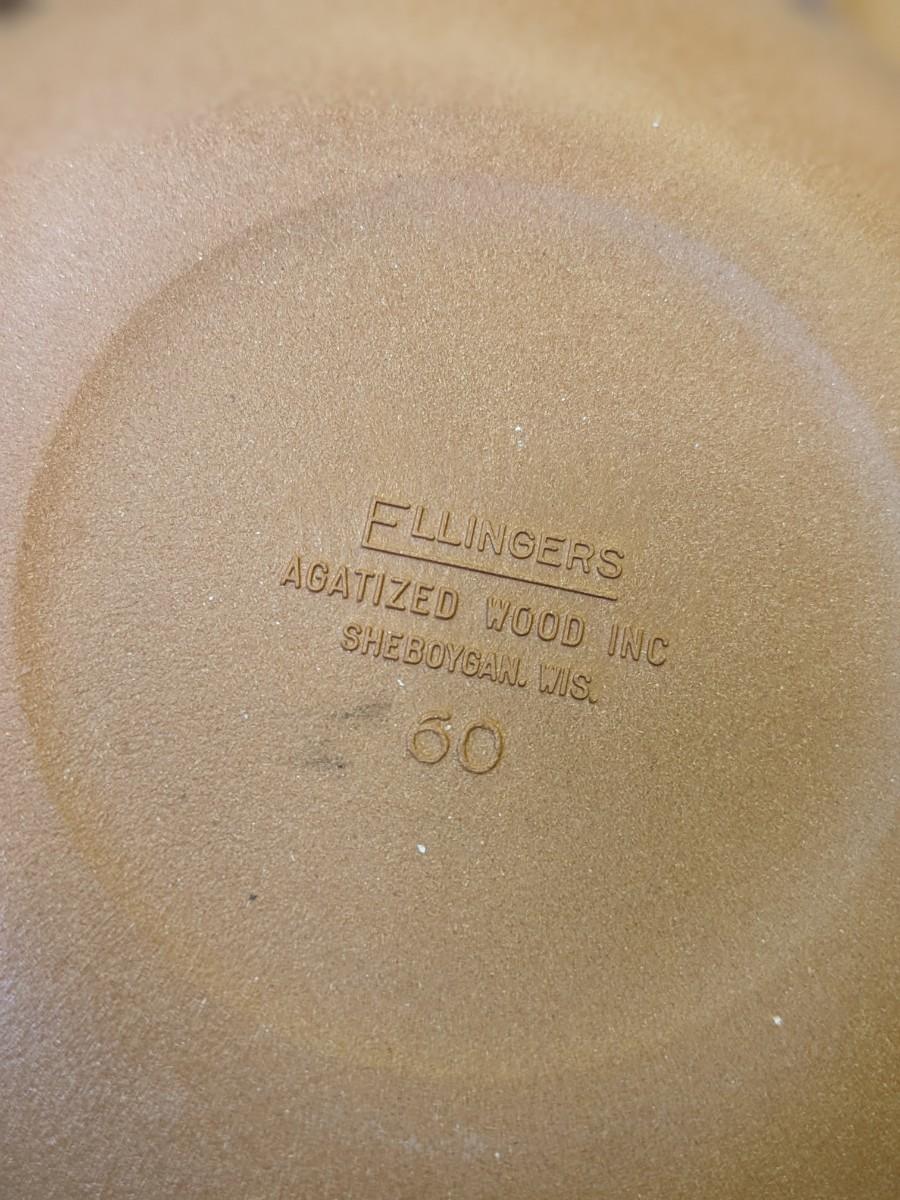 ELLINGERS
AGATIZED WOOD INC
SHEBOYGAN. WIS.
60